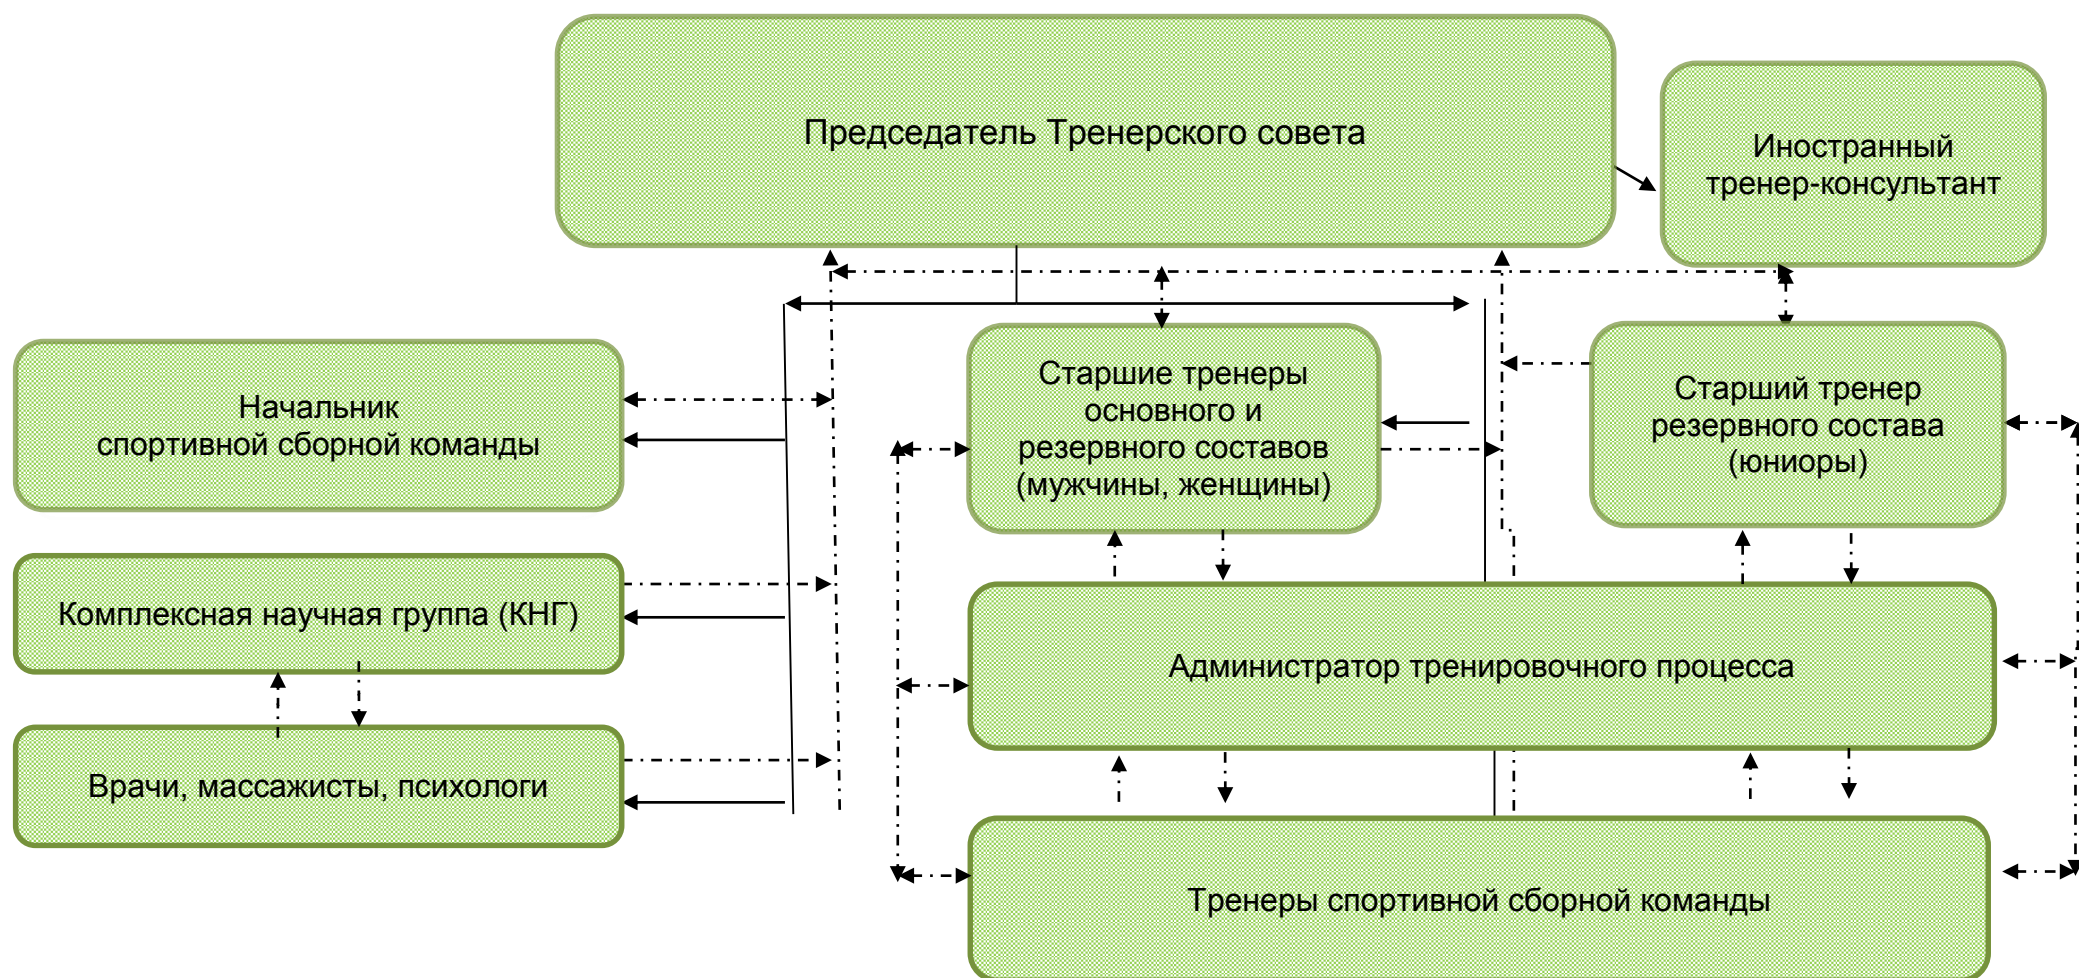 Председатель Тренерского совета
Иностранный
тренер-консультант
Начальник
спортивной сборной команды
Старшие тренеры
основного и
резервного составов
(мужчины, женщины)
Старший тренер
резервного состава
(юниоры)
Комплексная научная группа (КНГ)
Администратор тренировочного процесса
Врачи, массажисты, психологи
Тренеры спортивной сборной команды